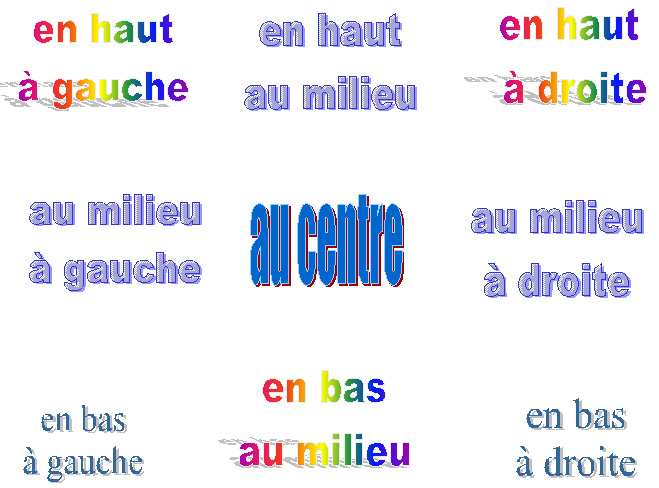 en haut
à gauche
en haut
au milieu
en haut
à droite
au milieu
à gauche
au centre
au milieu
à droite
en bas
à gauche
en bas
au milieu
en bas
à droite